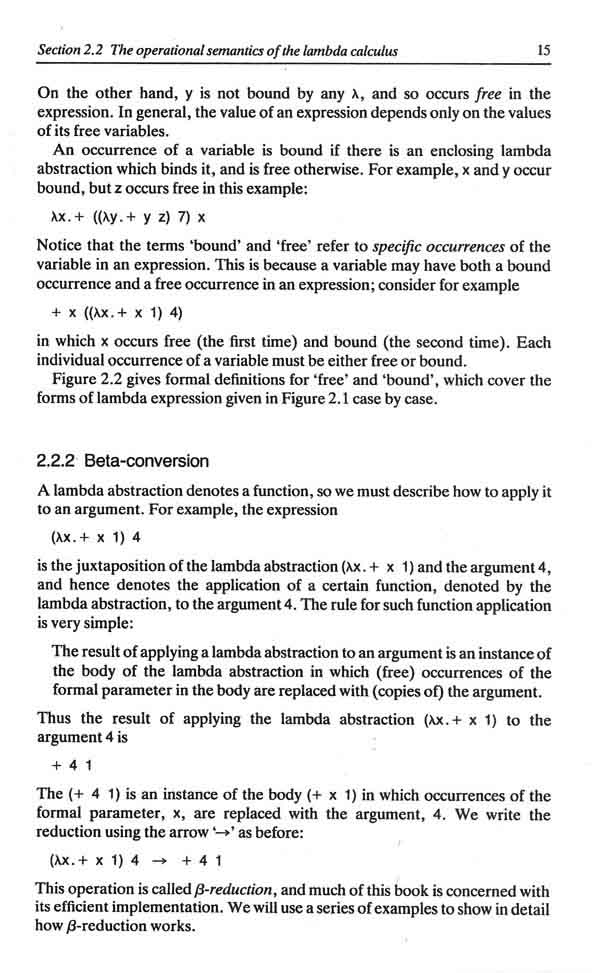 Section 2.2 The operational semantics of the lambda calculus 15
On the other hand, y is not bound by any λ, and so occurs free in the
expression. In general, the value of an expression depends only on the values
of its free variables.
An occurrence of a variable is bound if there is an enclosing lambda
abstraction which binds it, and is free otherwise. For example, x and y occur
bound, but z occurs free in this example:
λx.+ ((λy.+ y z) 7) x
Notice that the terms ‘bound’ and ‘free’ refer to specific occurrences of the
variable in an expression. This is because a variable may have both a bound
occurrence and a free occurrence in an expression; consider for example
+ x ((λx.+ x 1) 4)
in which x occurs free (the first time) and bound (the second time). Each
individual occurrence of a variable must be either free or bound.
Figure 2.2 gives formal definitions for ‘free’ and ‘bound’, which cover the
forms of lambda expression given in Figure 2.1 case by case.
2.2.2 Beta-conversion
A lambda abstraction denotes a function, so we must describe how to apply it
to an argument. For example, the expression
(λx.+ x 1) 4
is the juxtaposition of the lambda abstraction (λx.+ x 1) and the argument 4,
and hence denotes the application of a certain function, denoted by the
lambda abstraction, to the argument 4. The rule for such function application
is very simple:
The result of applying a lambda abstraction to an argument is an instance of
the body of the lambda abstraction in which (free) occurrences of the
formal parameter in the body are replaced with (copies of) the argument.
Thus the result of applying the lambda abstraction (λx.+ x 1) to the
argument 4 is
+ 4 1
The (+ 4 1) is an instance of the body (+ x 1) in which occurrences of the
formal parameter, x, are replaced with the argument, 4. We write the
reduction using the arrow ‘→’ as before:
(λx.+ x 1) 4 → + 4 1
This operation is called β-reduction, and much of this book is concerned with
its efficient implementation. We will use a series of examples to show in detail
how β-reduction works.